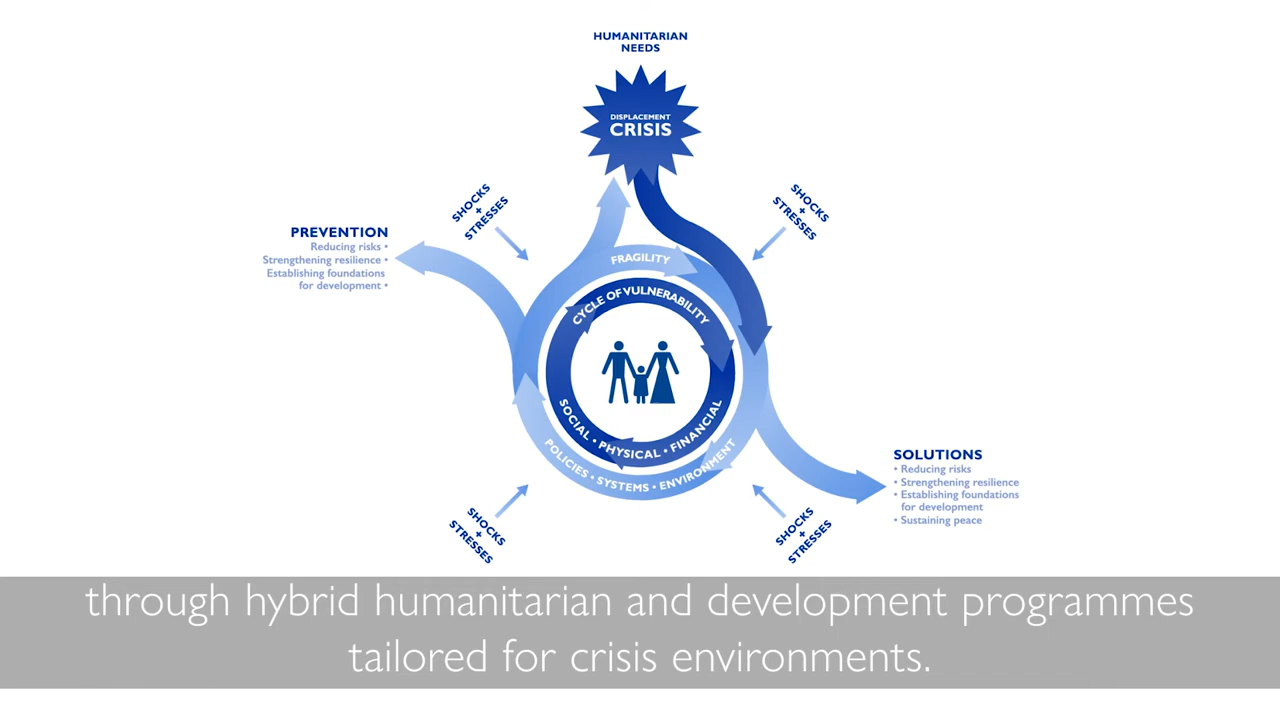 HUMANITARIAN
NEEDS
DISPLACEMENT
CRISIS
SHOCKS
+
STRESSES
SHOCKS
+
STRESSES
PREVENTION
Reducing risks •
Strengthening resilience •
Establishing foundations
for development •
FRAGILITY
CYCLE OF VULNERABILITY
SOCIAL • PHYSICAL • FINANCIAL
POLICIES • SYSTEMS • ENVIRONMENT
SOLUTIONS
• Reducing risks
• Strengthening resilience
• Establishing foundations
for development
• Sustaining peace
SHOCKS
+
STRESSES
SHOCKS
+
STRESSES
through hybrid humanitarian and development programmes
tailored for crisis environments.